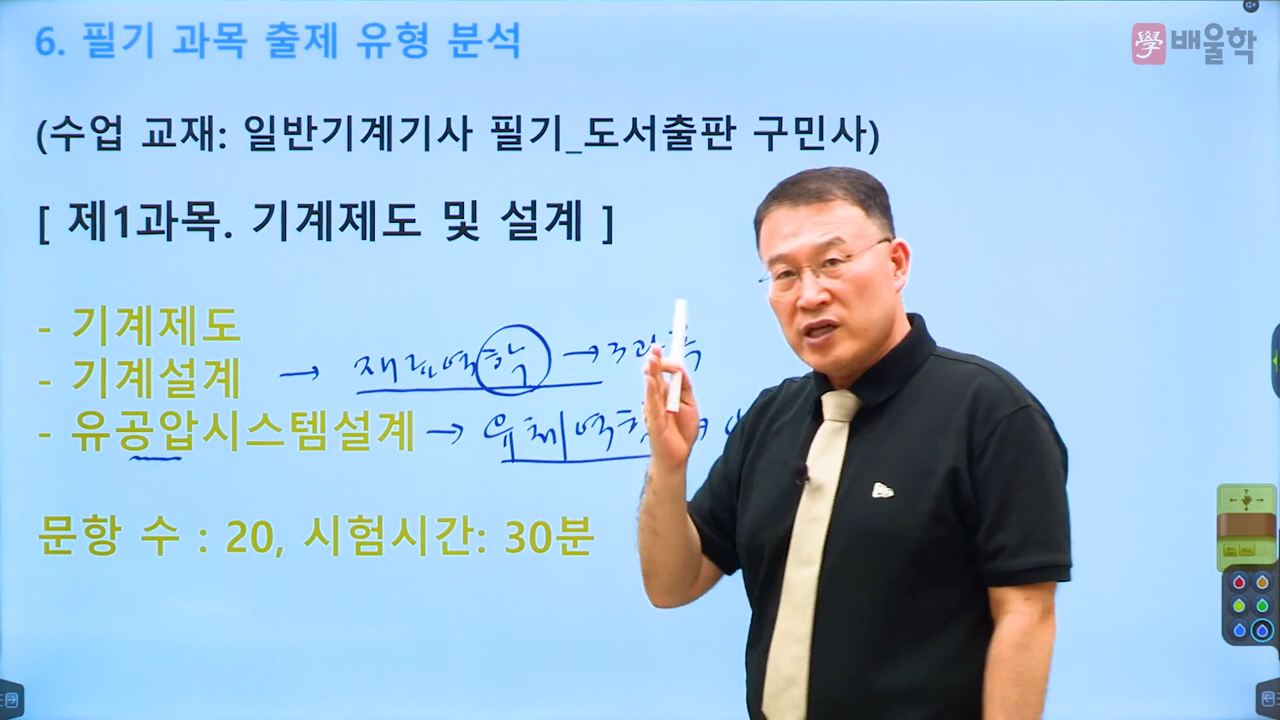 6. 필기 과목 출제 유형 분석
學 배울학
(수업 교재: 일반기계기사 필기_도서출판 구민사)
[ 제1과목. 기계제도 및 설계 ]
- 기계제도
- 기계설계 → 재료역학 → 3과목
- 유공압시스템설계 → 유체역학
문항 수 : 20, 시험시간: 30분